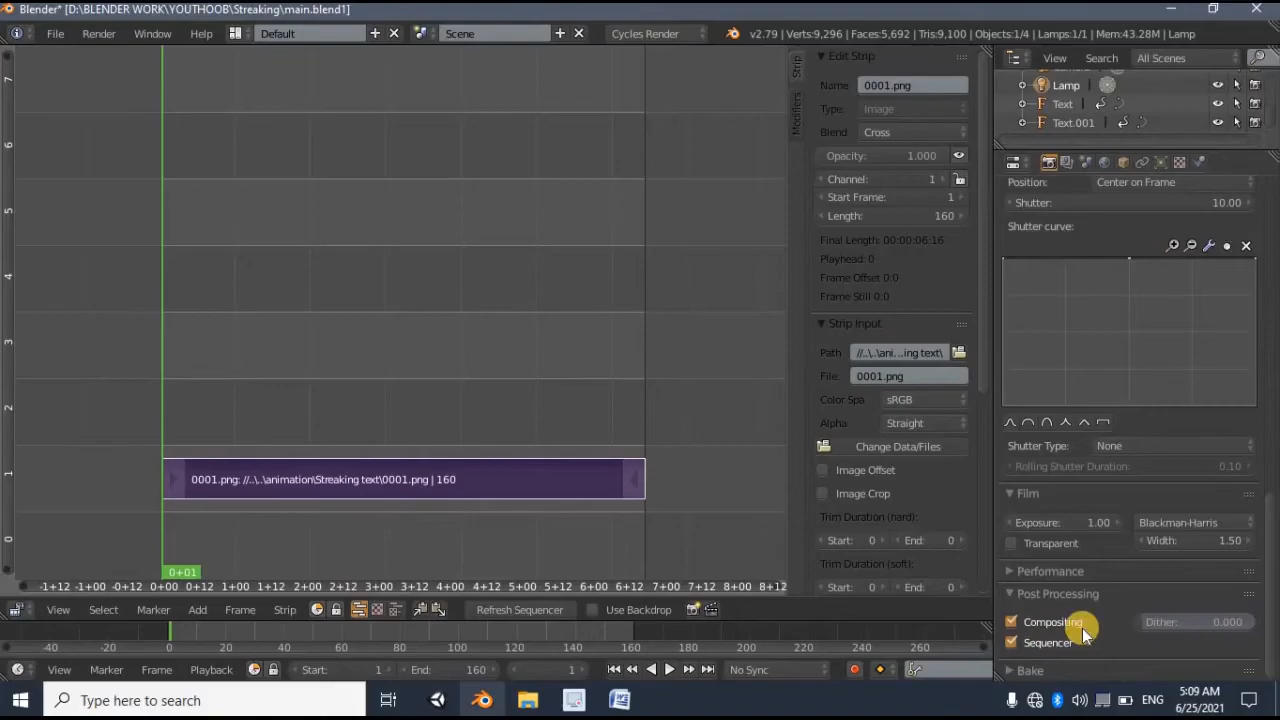 Blender* [D:\BLENDER WORK\YOUTHOOB\Streaking\main.blend1]
File Render Window Help Default Scene Cycles Render v2.79 | Verts:9,296 | Faces:5,692 | Tris:9,100 | Objects:1/4 | Lamps:1/1 | Mem:43.28M | Lamp
View Search All Scenes
Lamp
Text
Text.001
7
6
5
4
3
2
1
0
Strip
Modifiers
Edit Strip
Name 0001.png
Type: Image
Blend: Cross
Opacity: 1.000
Channel: 1
Start Frame: 1
Length: 160
Final Length: 00:00:06:16
Playhead: 0
Frame Offset 0:0
Frame Still 0:0
Strip Input
Path //..\..\ani...ing text\
File: 0001.png
Color Spa sRGB
Alpha: Straight
Change Data/Files
Image Offset
Image Crop
Trim Duration (hard):
Start: 0 End: 0
Trim Duration (soft):
Start: 0 End: 0
Position: Center on Frame
Shutter: 10.00
Shutter curve:
Shutter Type: None
Rolling Shutter Duration: 0.10
Film
Exposure: 1.00 Blackman-Harris
Transparent Width: 1.50
Performance
Post Processing
Compositing Dither: 0.000
Sequencer
Bake
0001.png: //..\..\animation\Streaking text\0001.png | 160
0+01
-1+12 -1+00 -0+12 0+00 0+12 1+00 1+12 2+00 2+12 3+00 3+12 4+00 4+12 5+00 5+12 6+00 6+12 7+00 7+12 8+00 8+12
View Select Marker Add Frame Strip Refresh Sequencer Use Backdrop
-40 -20 0 20 40 60 80 100 120 140 160 180 200 220 240 260
View Marker Frame Playback Start: 1 End: 160 1 No Sync
Type here to search
ENG
5:09 AM
6/25/2021